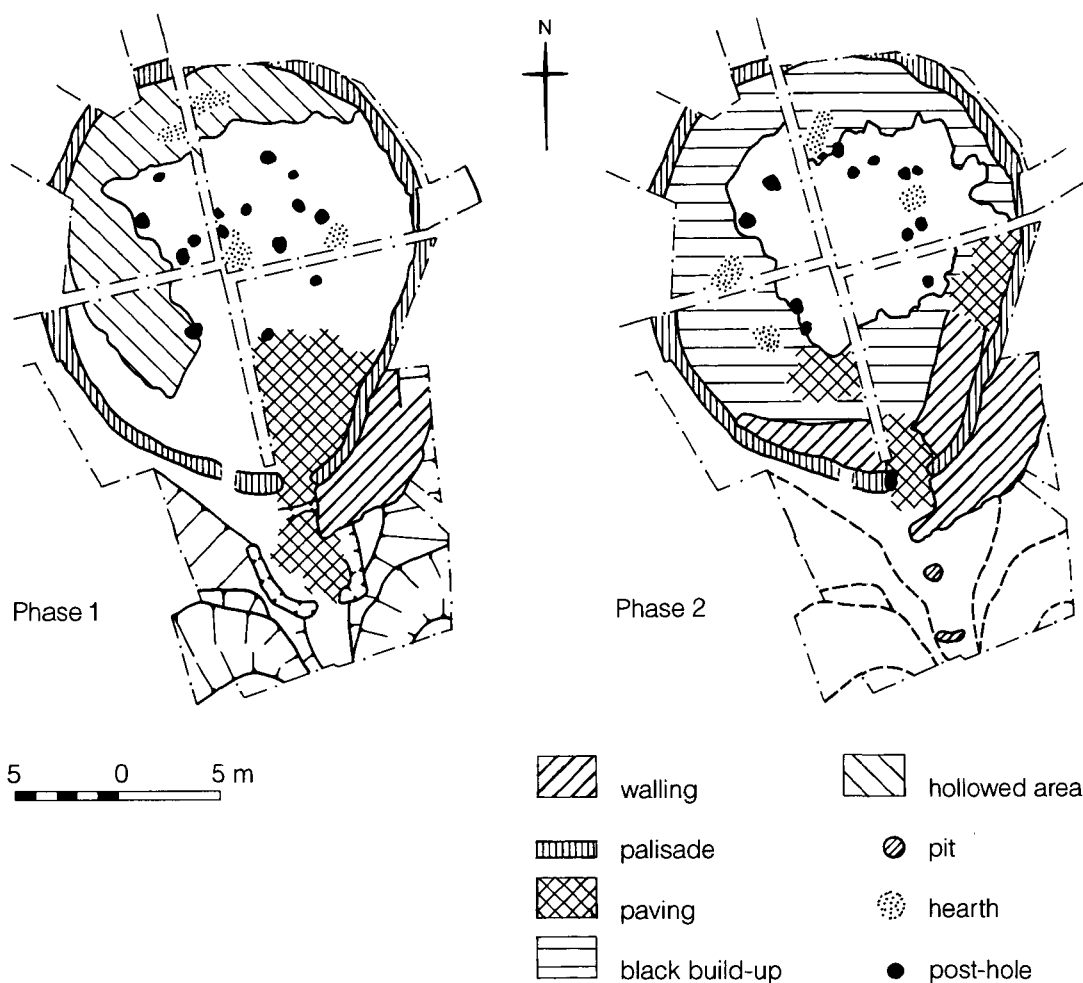 N
Phase 1
Phase 2
5 0 5 m
walling
hollowed area
palisade
pit
paving
hearth
black build-up
post-hole